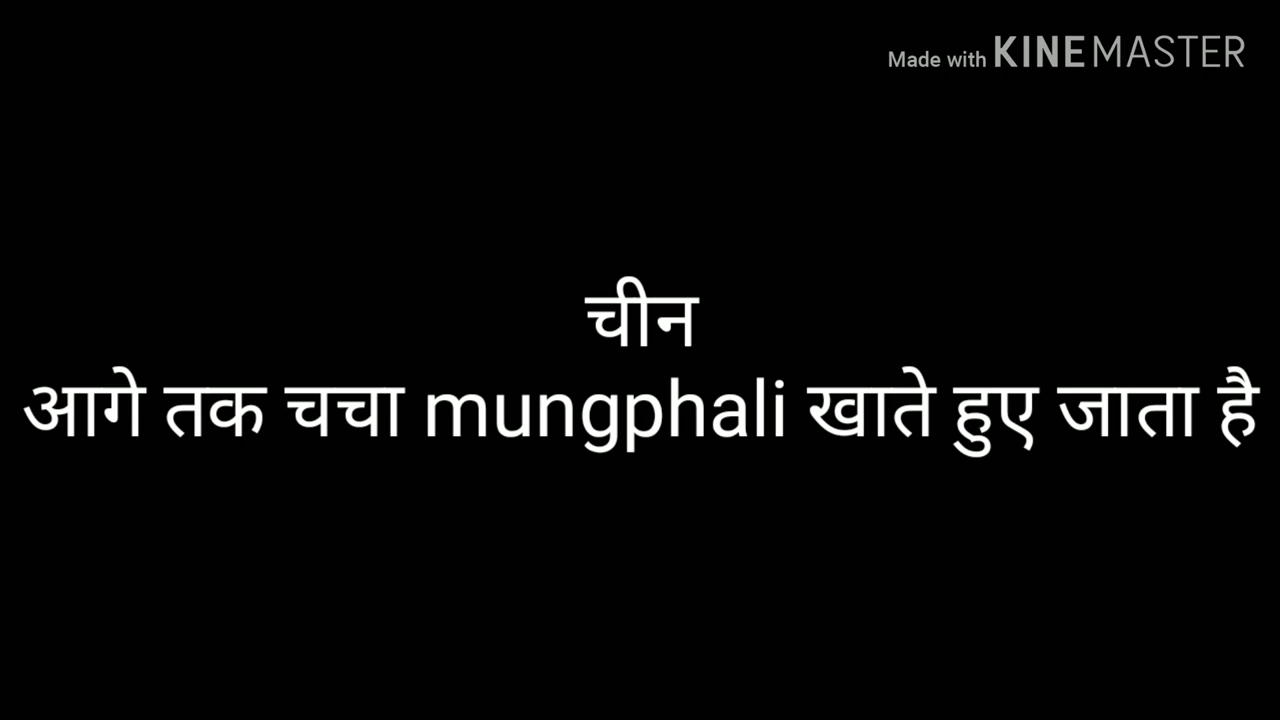 Made with KINEMASTER
चीन
आगे तक चचा mungphali खाते हुए जाता है